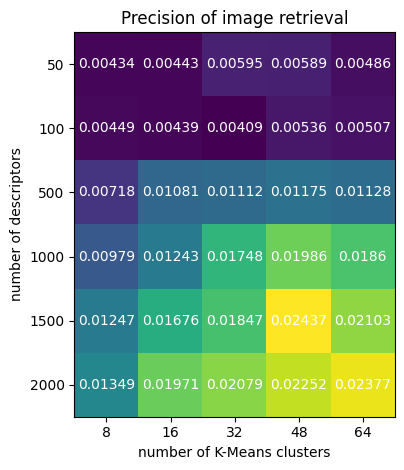 Precision of image retrieval
50 0.00434 0.00443 0.00595 0.00589 0.00486
100 0.00449 0.00439 0.00409 0.00536 0.00507
500 0.00718 0.01081 0.01112 0.01175 0.01128
1000 0.00979 0.01243 0.01748 0.01986 0.0186
1500 0.01247 0.01676 0.01847 0.02437 0.02103
2000 0.01349 0.01971 0.02079 0.02252 0.02377
8 16 32 48 64
number of K-Means clusters
number of descriptors